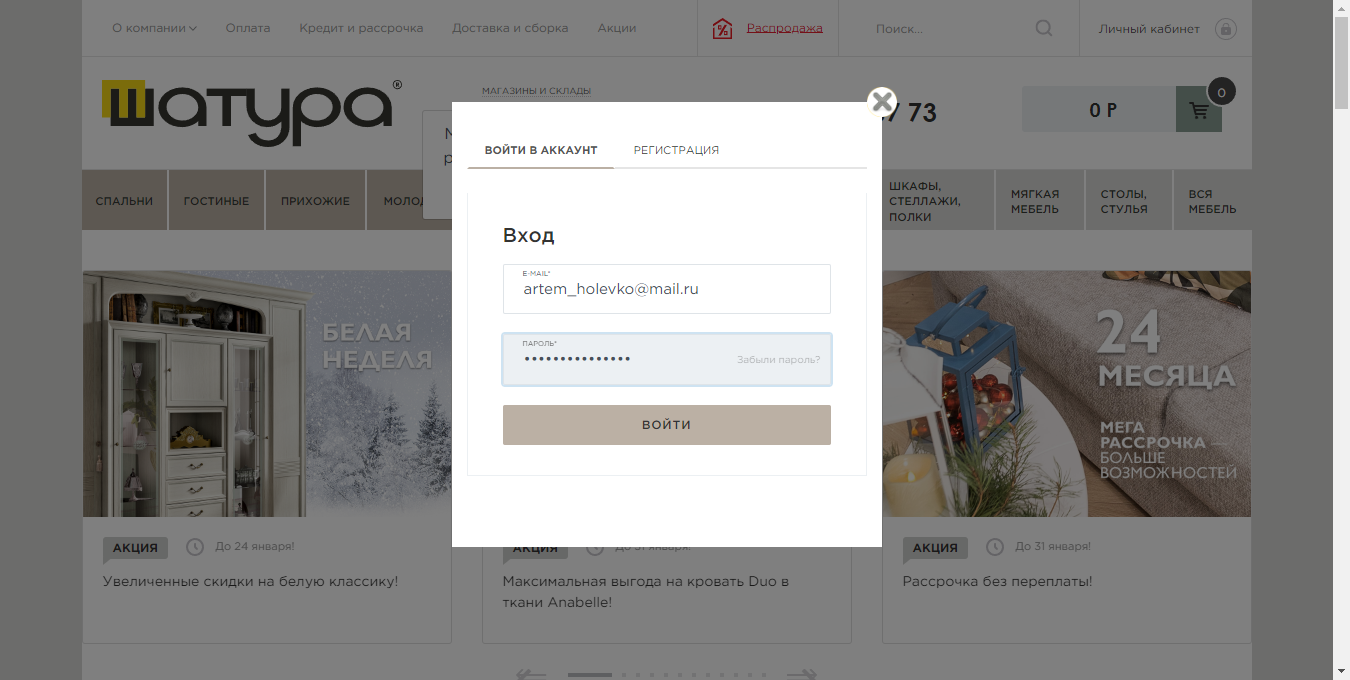 О компании
Оплата
Кредит и рассрочка
Доставка и сборка
Акции
Распродажа
Поиск...
Личный кабинет
шатура®
МАГАЗИНЫ И СКЛАДЫ
73
0 Р
0
СПАЛЬНИ
ГОСТИНЫЕ
ПРИХОЖИЕ
ШКАФЫ,
СТЕЛЛАЖИ,
ПОЛКИ
МЯГКАЯ
МЕБЕЛЬ
СТОЛЫ,
СТУЛЬЯ
ВСЯ
МЕБЕЛЬ
ВОЙТИ В АККАУНТ
РЕГИСТРАЦИЯ
Вход
E-MAIL*
artem_holevko@mail.ru
ПАРОЛЬ*
•••••••••••••••
Забыли пароль?
ВОЙТИ
БЕЛАЯ
НЕДЕЛЯ
24
МЕСЯЦА
МЕГА
РАССРОЧКА —
БОЛЬШЕ
ВОЗМОЖНОСТЕЙ
АКЦИЯ
До 24 января!
Увеличенные скидки на белую классику!
АКЦИЯ
До 31 января!
Максимальная выгода на кровать Duo в
ткани Anabelle!
АКЦИЯ
До 31 января!
Рассрочка без переплаты!